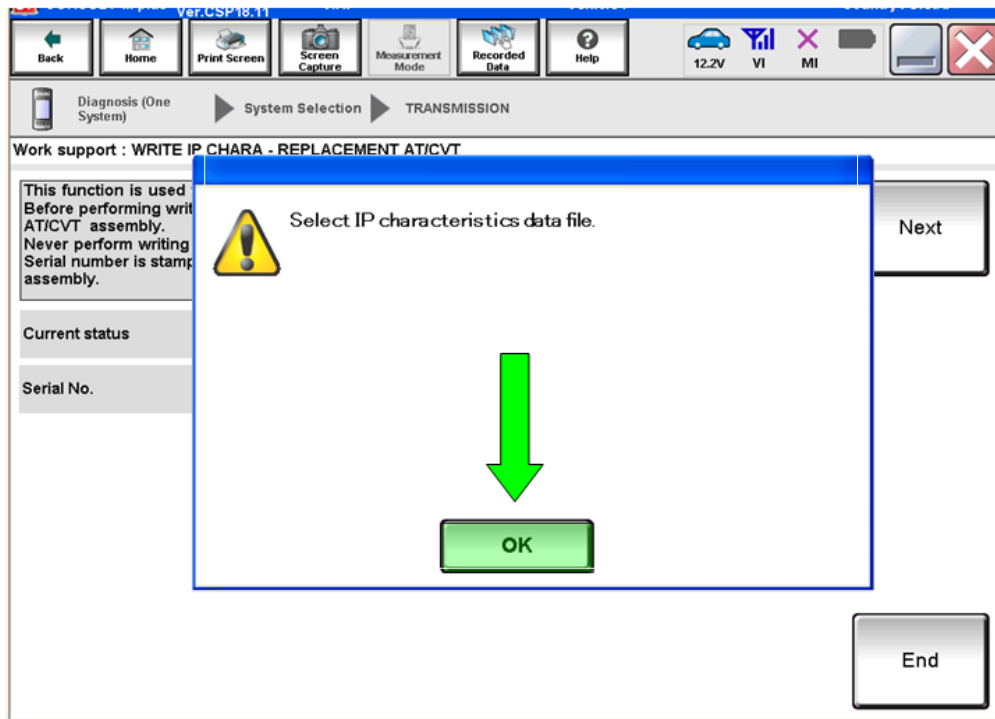 Ver.CSP18.11
Back
Home
Print Screen
Screen Capture
Measurement Mode
Recorded Data
Help
12.2V
VI
MI
Diagnosis (One System)
System Selection
TRANSMISSION
Work support : WRITE IP CHARA - REPLACEMENT AT/CVT
This function is used
Before performing writ
AT/CVT assembly.
Never perform writing
Serial number is stamp
assembly.
Select IP characteristics data file.
Next
Current status
Serial No.
OK
End